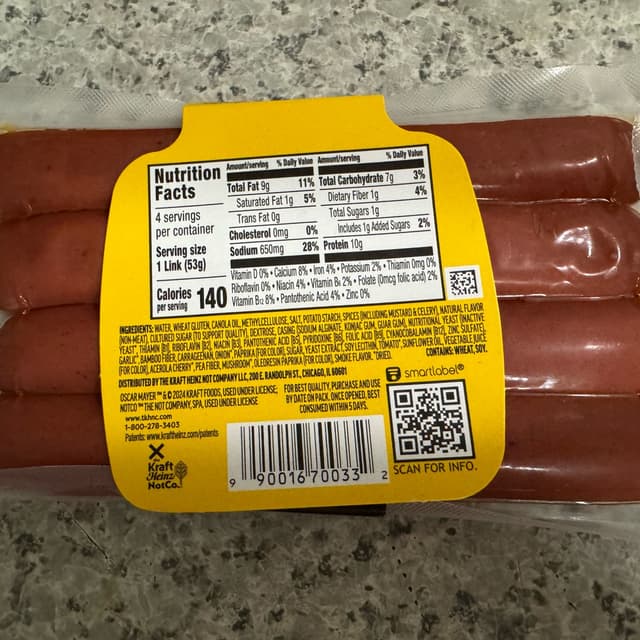 Nutrition Facts
4 servings
per container
Serving size
1 Link (53g)
Calories 140
per serving
Amount/serving % Daily Value
Total Fat 9g 11%
Saturated Fat 1g 5%
Trans Fat 0g
Cholesterol 0mg 0%
Sodium 650mg 28%
Amount/serving % Daily Value
Total Carbohydrate 7g 3%
Dietary Fiber 1g 4%
Total Sugars 1g
Includes 1g Added Sugars 2%
Protein 10g
Vitamin D 0% • Calcium 8% • Iron 4% • Potassium 2% • Thiamin 0mg 0%
Riboflavin 0% • Niacin 4% • Vitamin B6 2% • Folate (0mcg folic acid) 2%
Vitamin B12 8% • Pantothenic Acid 4% • Zinc 0%
INGREDIENTS: WATER, WHEAT GLUTEN, CANOLA OIL, METHYLCELLULOSE, SALT, POTATO STARCH, SPICES (INCLUDING MUSTARD & CELERY), NATURAL FLAVOR
(NON-MEAT), CULTURED SUGAR (TO SUPPORT QUALITY), DEXTROSE, CASING (SODIUM ALGINATE, KONJAC GUM, GUAR GUM), NUTRITIONAL YEAST (INACTIVE
YEAST*, THIAMIN [B1], RIBOFLAVIN [B2], NIACIN [B3], PANTOTHENIC ACID [B5], PYRIDOXINE [B6], FOLIC ACID [B9], CYANOCOBALAMIN [B12], ZINC SULFATE),
GARLIC*, BAMBOO FIBER, CARRAGEENAN, ONION*, PAPRIKA (FOR COLOR), SUGAR, YEAST EXTRACT, SOY LECITHIN, TOMATO*, SUNFLOWER OIL, VEGETABLE JUICE
(FOR COLOR), ACEROLA CHERRY*, PEA FIBER, MUSHROOM*, OLEORESIN PAPRIKA (FOR COLOR), SMOKE FLAVOR. *DRIED. CONTAINS: WHEAT, SOY.
DISTRIBUTED BY THE KRAFT HEINZ NOT COMPANY LLC, 200 E. RANDOLPH ST., CHICAGO, IL 60601
OSCAR MAYER ™ & © 2024 KRAFT FOODS, USED UNDER LICENSE;
NOTCO ™ THE NOT COMPANY, SPA, USED UNDER LICENSE
www.tkhnc.com
1-800-278-3403
Patents: www.kraftheinz.com/patents
FOR BEST QUALITY, PURCHASE AND USE
BY DATE ON PACK. ONCE OPENED, BEST
CONSUMED WITHIN 5 DAYS.
smartlabel®
SCAN FOR INFO.
the
Kraft
Heinz
NotCo.
9 90016 70033 2